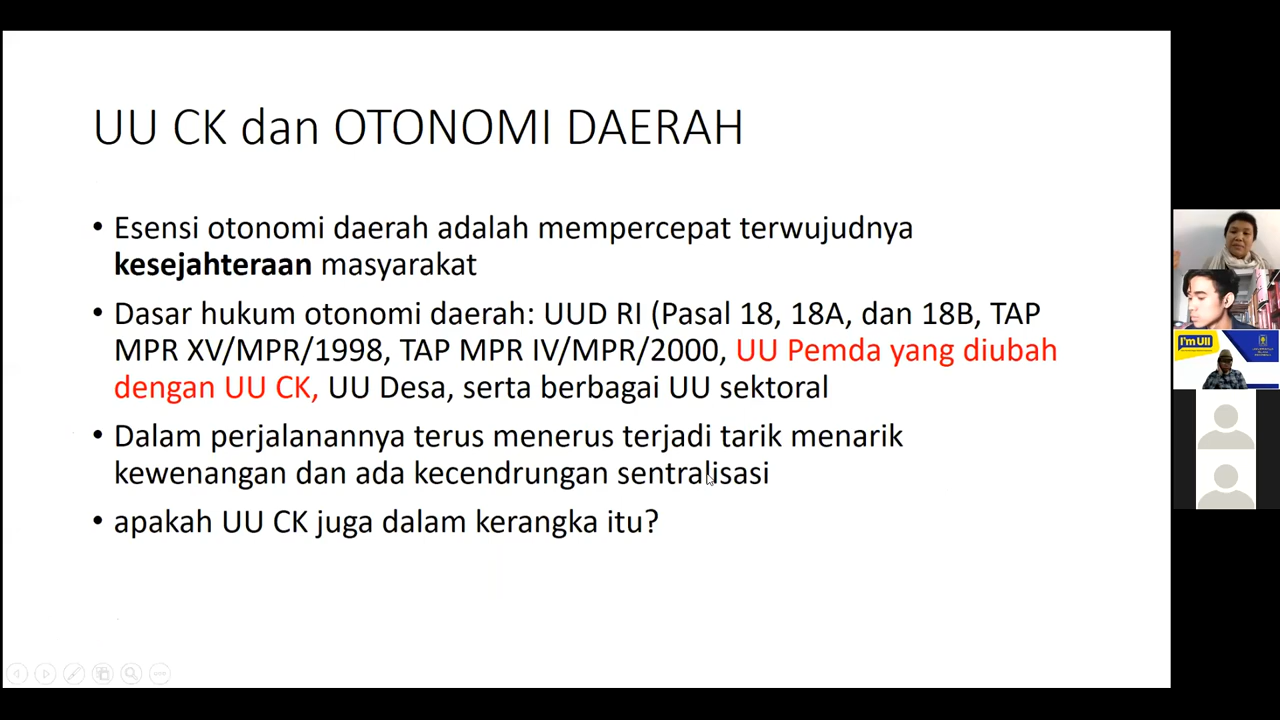 UU CK dan OTONOMI DAERAH
• Esensi otonomi daerah adalah mempercepat terwujudnya
kesejahteraan masyarakat
• Dasar hukum otonomi daerah: UUD RI (Pasal 18, 18A, dan 18B, TAP
MPR XV/MPR/1998, TAP MPR IV/MPR/2000, UU Pemda yang diubah
dengan UU CK, UU Desa, serta berbagai UU sektoral
• Dalam perjalanannya terus menerus terjadi tarik menarik
kewenangan dan ada kecendrungan sentralisasi
• apakah UU CK juga dalam kerangka itu?
I'm UII